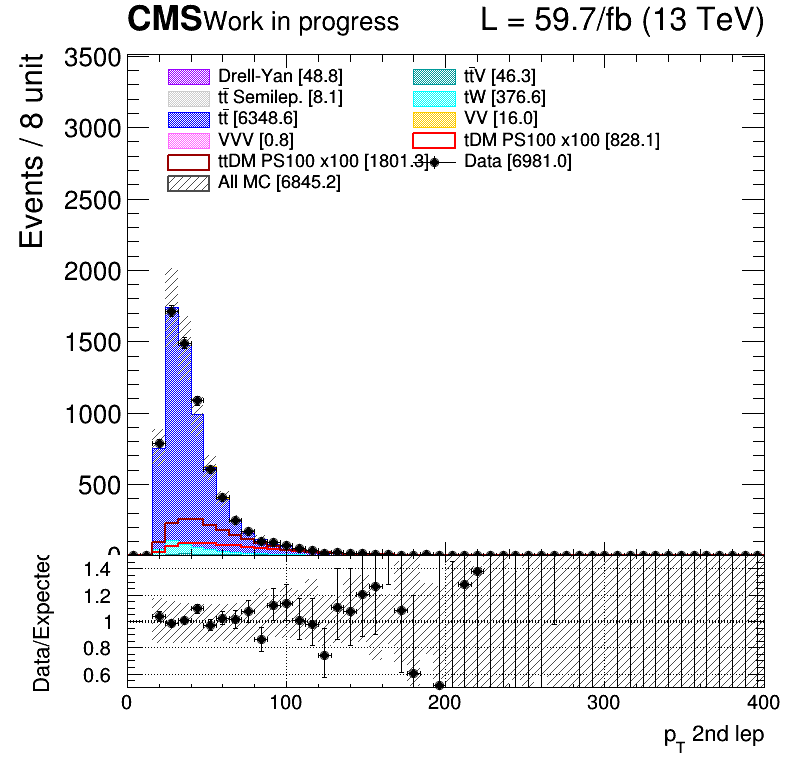 CMS Work in progress L = 59.7/fb (13 TeV)
Events / 8 unit
3500
3000
2500
2000
1500
1000
500
0
Drell-Yan [48.8]
tt̄V [46.3]
tt̄ Semilep. [8.1]
tW [376.6]
tt̄ [6348.6]
VV [16.0]
VVV [0.8]
tDM PS100 x100 [828.1]
ttDM PS100 x100 [1801.3]
Data [6981.0]
All MC [6845.2]
Data/Expected
1.4
1.2
1
0.8
0.6
0 100 200 300 400
p_T 2nd lep